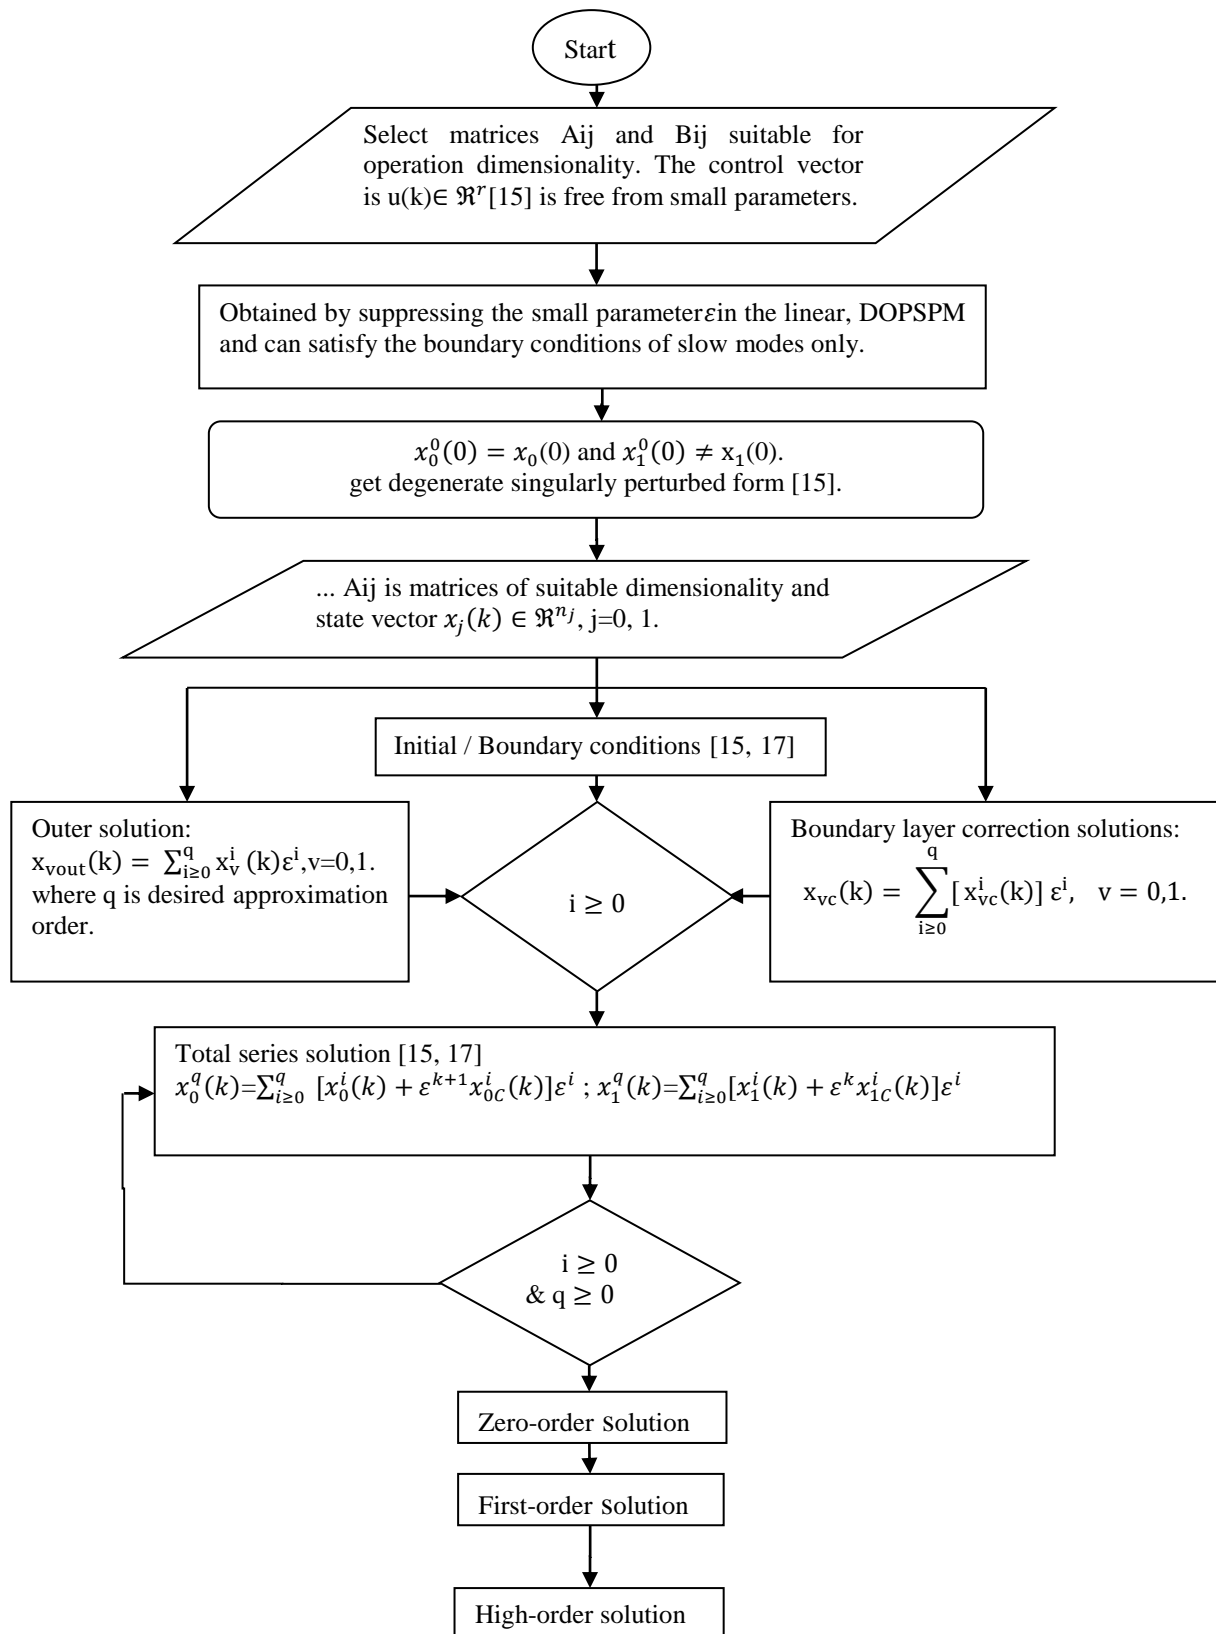 Start
Select matrices Aij and Bij suitable for
operation dimensionality. The control vector
is u(k)∈ ℜ^r [15] is free from small parameters.
Obtained by suppressing the small parameterεin the linear, DOPSPM
and can satisfy the boundary conditions of slow modes only.
x_0^0(0) = x_0(0) and x_1^0(0) ≠ x_1(0).
get degenerate singularly perturbed form [15].
... Aij is matrices of suitable dimensionality and
state vector x_j(k) ∈ ℜ^{n_j}, j=0, 1.
Initial / Boundary conditions [15, 17]
Outer solution:
x_vout(k) = ∑_{i≥0}^q x_v^i (k)ε^i,v=0,1.
where q is desired approximation
order.
i ≥ 0
Boundary layer correction solutions:
x_vc(k) = ∑_{i≥0}^q [x_vc^i(k)] ε^i, v = 0,1.
Total series solution [15, 17]
x_0^q(k)=∑_{i≥0}^q [x_0^i(k) + ε^{k+1}x_{0C}^i(k)]ε^i ; x_1^q(k)=∑_{i≥0}^q[x_1^i(k) + ε^k x_{1C}^i(k)]ε^i
i ≥ 0
& q ≥ 0
Zero-order solution
First-order solution
High-order solution